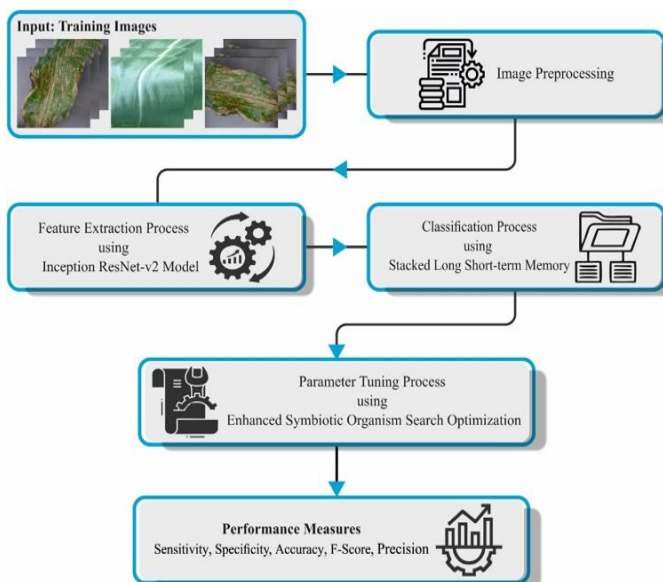 Input: Training Images
Image Preprocessing
Feature Extraction Process
using
Inception ResNet-v2 Model
Classification Process
using
Stacked Long Short-term Memory
Parameter Tuning Process
using
Enhanced Symbiotic Organism Search Optimization
Performance Measures
Sensitivity, Specificity, Accuracy, F-Score, Precision